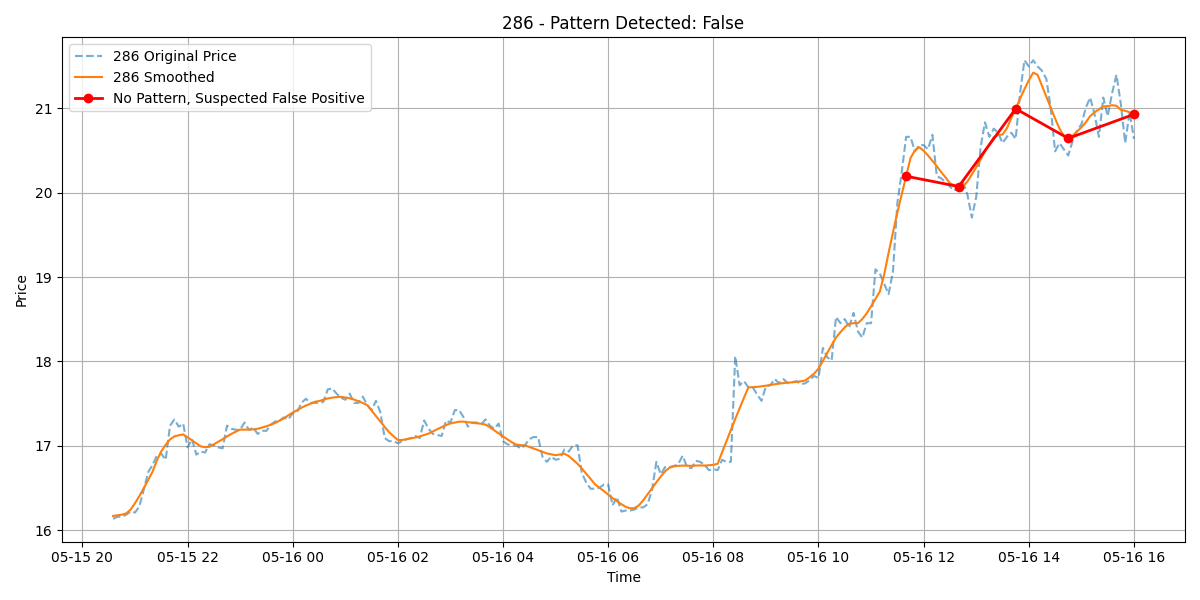 286 - Pattern Detected: False
286 Original Price
286 Smoothed
No Pattern, Suspected False Positive
Price
21
20
19
18
17
16
05-15 20
05-15 22
05-16 00
05-16 02
05-16 04
05-16 06
05-16 08
05-16 10
05-16 12
05-16 14
05-16 16
Time